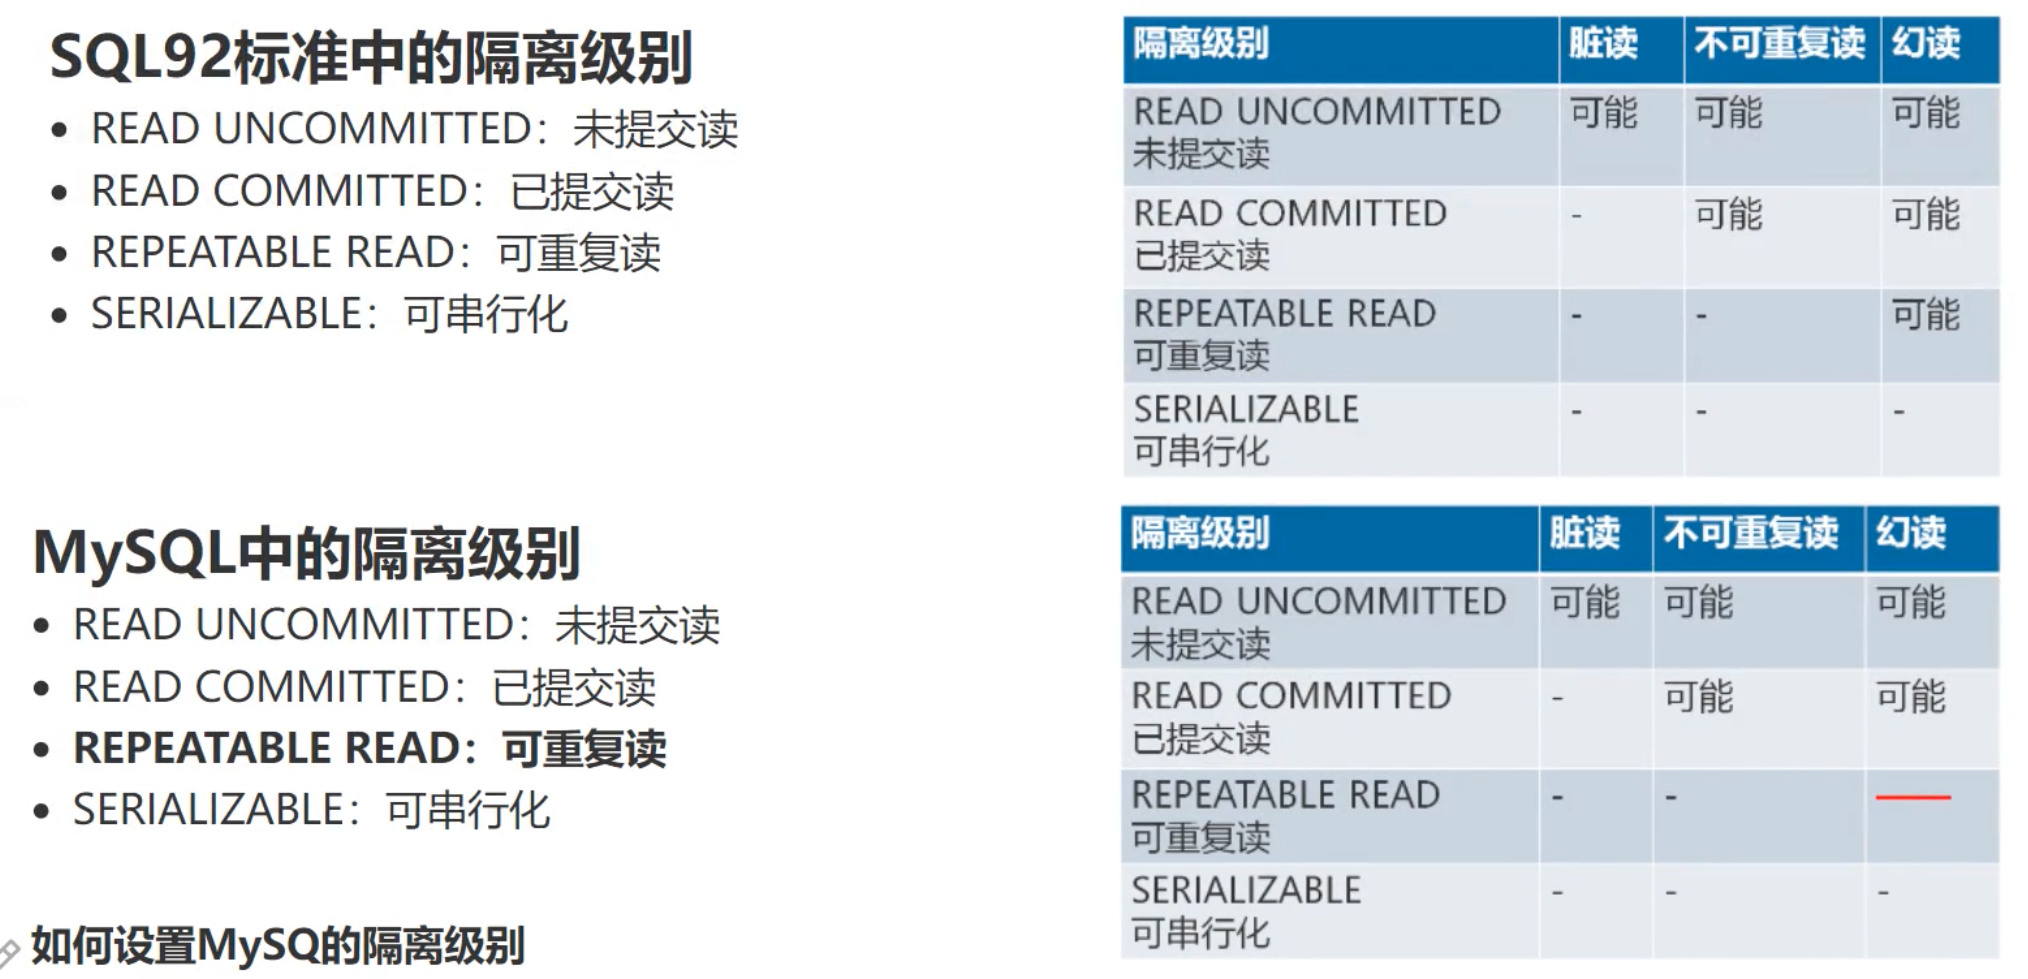 SQL92标准中的隔离级别
• READ UNCOMMITTED：未提交读
• READ COMMITTED：已提交读
• REPEATABLE READ：可重复读
• SERIALIZABLE：可串行化
隔离级别 脏读 不可重复读 幻读
READ UNCOMMITTED 可能 可能 可能
未提交读
READ COMMITTED - 可能 可能
已提交读
REPEATABLE READ - - 可能
可重复读
SERIALIZABLE - - -
可串行化
MySQL中的隔离级别
• READ UNCOMMITTED：未提交读
• READ COMMITTED：已提交读
• REPEATABLE READ：可重复读
• SERIALIZABLE：可串行化
隔离级别 脏读 不可重复读 幻读
READ UNCOMMITTED 可能 可能 可能
未提交读
READ COMMITTED - 可能 可能
已提交读
REPEATABLE READ - -
可重复读
SERIALIZABLE - - -
可串行化
如何设置MySQ的隔离级别